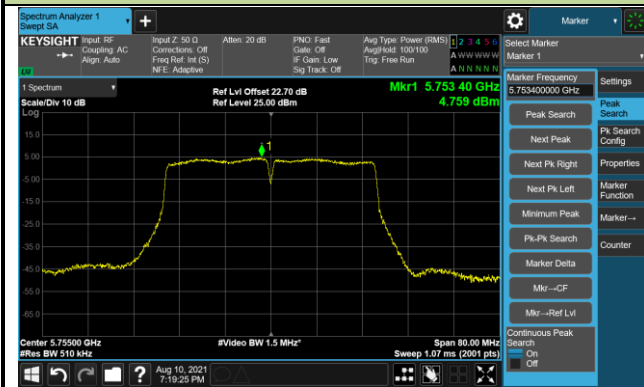 Spectrum Analyzer 1
Swept SA
+
Marker
KEYSIGHT
Input: RF
Coupling: AC
Align: Auto
Input Z: 50 Ω
Corrections: Off
Freq Ref: Int (S)
NFE: Adaptive
Atten: 20 dB
PNO: Fast
Gate: Off
IF Gain: Low
Sig Track: Off
Avg Type: Power (RMS)
Avg|Hold: 100/100
Trig: Free Run
1 2 3 4 5 6
A W W W W W
A N N N N N
Select Marker
Marker 1
1 Spectrum
Scale/Div 10 dB
Log
Ref Lvl Offset 22.70 dB
Ref Level 25.00 dBm
Mkr1 5.753 40 GHz
4.759 dBm
15.0
5.00
-5.00
-15.0
-25.0
-35.0
-45.0
-55.0
-65.0
1
Center 5.75500 GHz
#Res BW 510 kHz
#Video BW 1.5 MHz*
Span 80.00 MHz
Sweep 1.07 ms (2001 pts)
Marker Frequency
5.753400000 GHz
Peak Search
Next Peak
Next Pk Right
Next Pk Left
Minimum Peak
Pk-Pk Search
Marker Delta
Mkr→CF
Mkr→Ref Lvl
Continuous Peak
Search
On
Off
Settings
Peak
Search
Pk Search
Config
Properties
Marker
Function
Marker→
Counter
?
Aug 10, 2021
7:19:25 PM